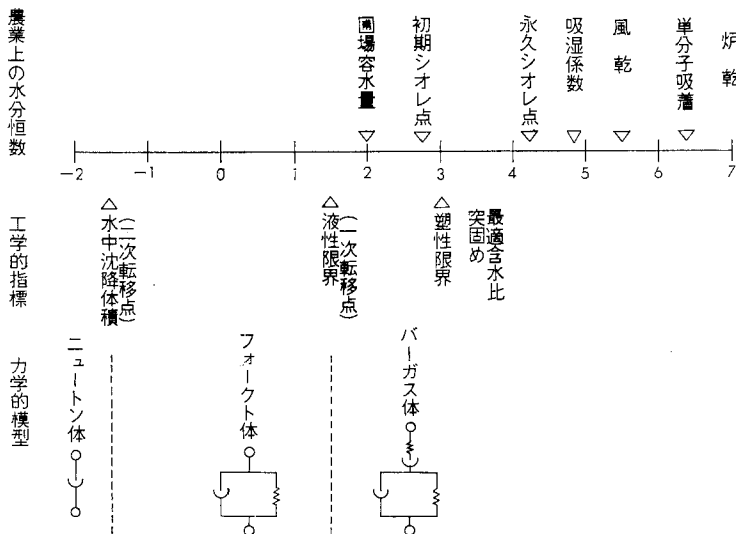 農業上の水分恒数
圃場容水量
初期シオレ点
永久シオレ点
吸湿係数
風乾
単分子吸着
炉乾
−2 −1 0 1 2 3 4 5 6 7
工学的指標
水中沈降体積
(二次転移点)
液性限界
(一次転移点)
塑性限界
最適含水比
突固め
力学的模型
ニュートン体
フォークト体
バーガス体